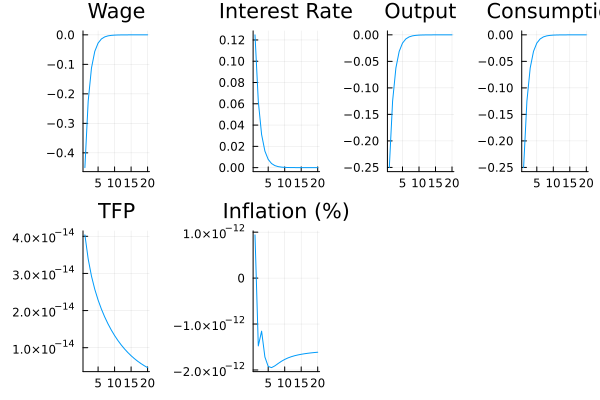 Wage
0.0
-0.1
-0.2
-0.3
-0.4
5 10 15 20
Interest Rate
0.12
0.10
0.08
0.06
0.04
0.02
0.00
5 10 15 20
Output
0.00
-0.05
-0.10
-0.15
-0.20
-0.25
5 10 15 20
Consumptic
0.00
-0.05
-0.10
-0.15
-0.20
-0.25
5 10 15 20
TFP
4.0×10⁻¹⁴
3.0×10⁻¹⁴
2.0×10⁻¹⁴
1.0×10⁻¹⁴
5 10 15 20
Inflation (%)
1.0×10⁻¹²
0
-1.0×10⁻¹²
-2.0×10⁻¹²
5 10 15 20